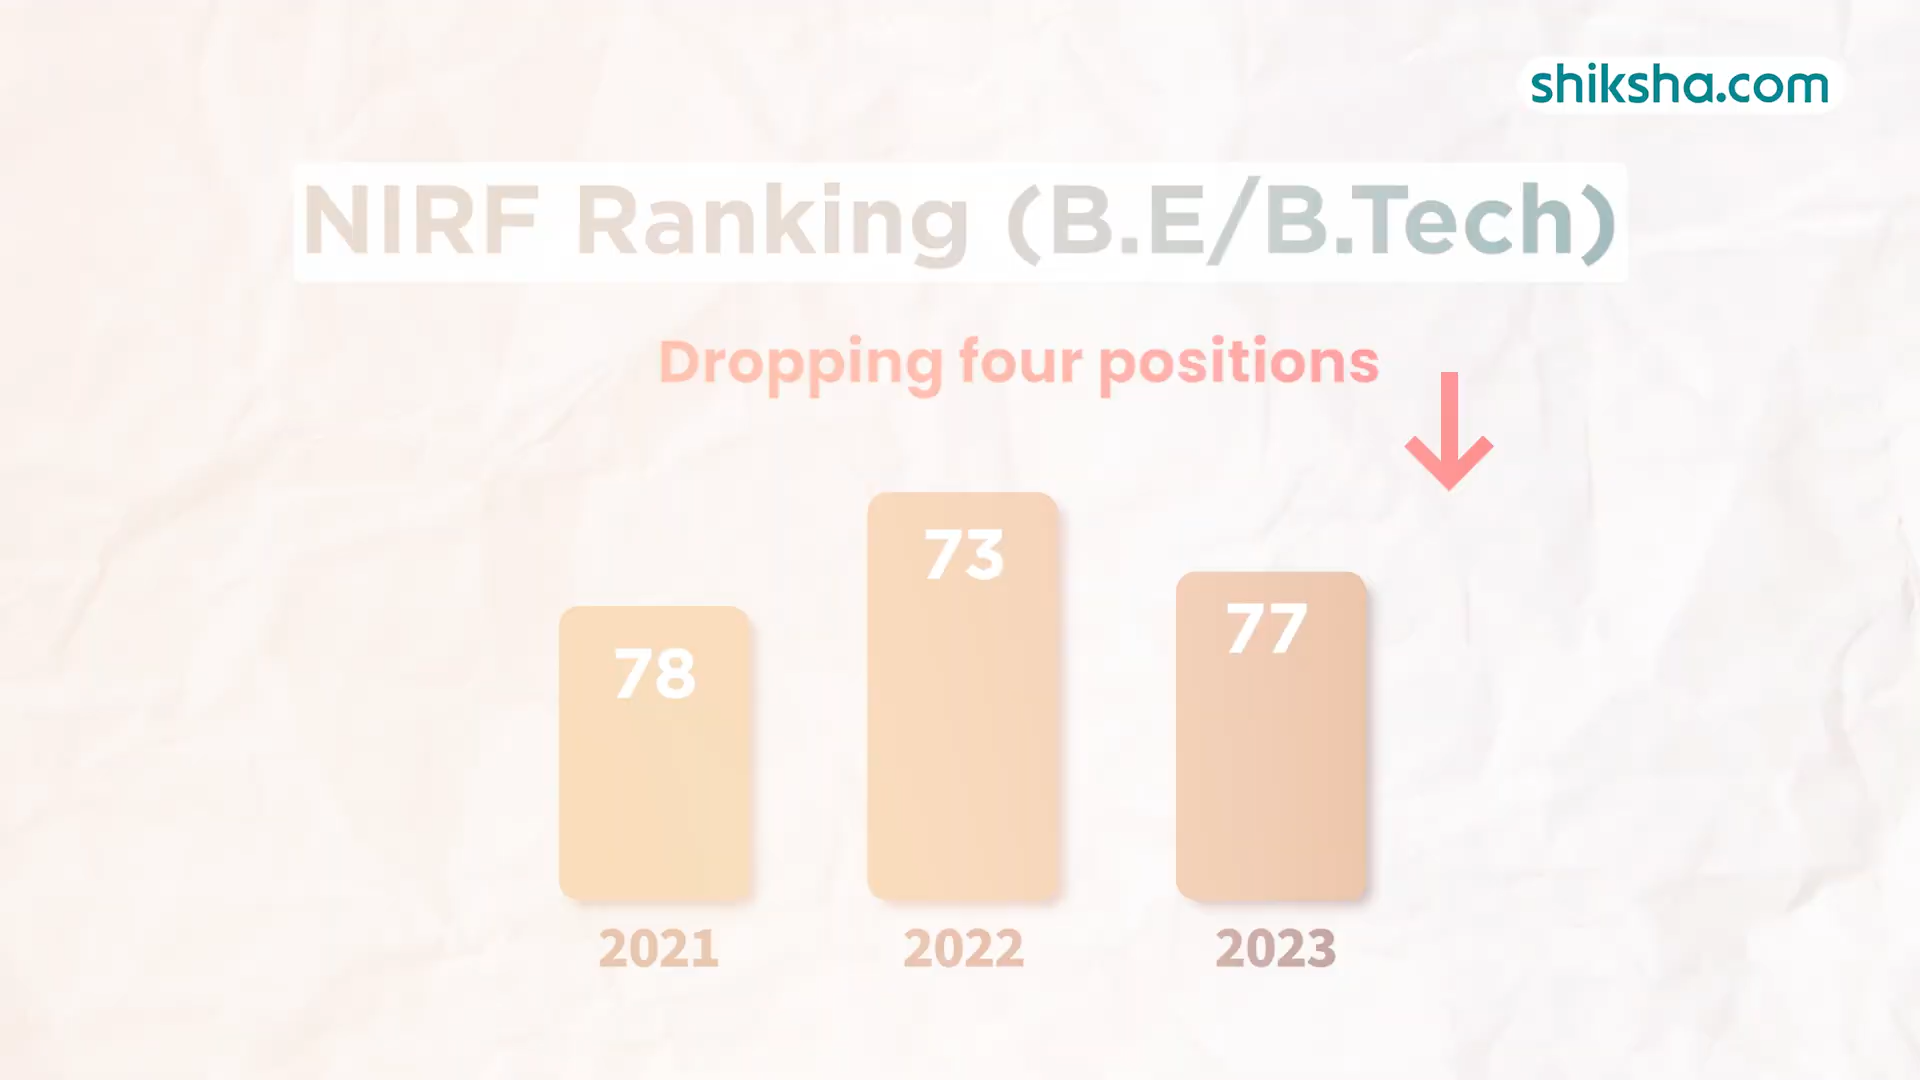 shiksha.com
NIRF Ranking (B.E/B.Tech)
Dropping four positions
78
73
77
2021
2022
2023